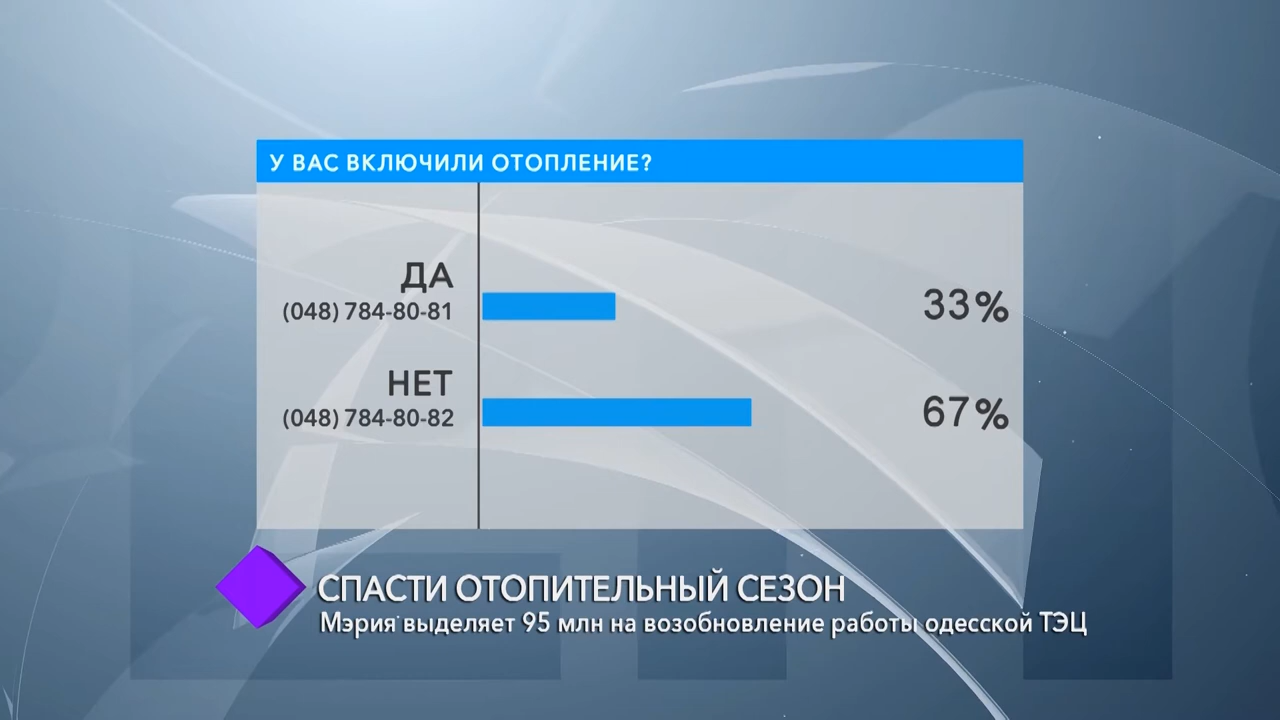 У ВАС ВКЛЮЧИЛИ ОТОПЛЕНИЕ?
ДА
(048) 784-80-81
33%
НЕТ
(048) 784-80-82
67%
СПАСТИ ОТОПИТЕЛЬНЫЙ СЕЗОН
Мэрия выделяет 95 млн на возобновление работы одесской ТЭЦ